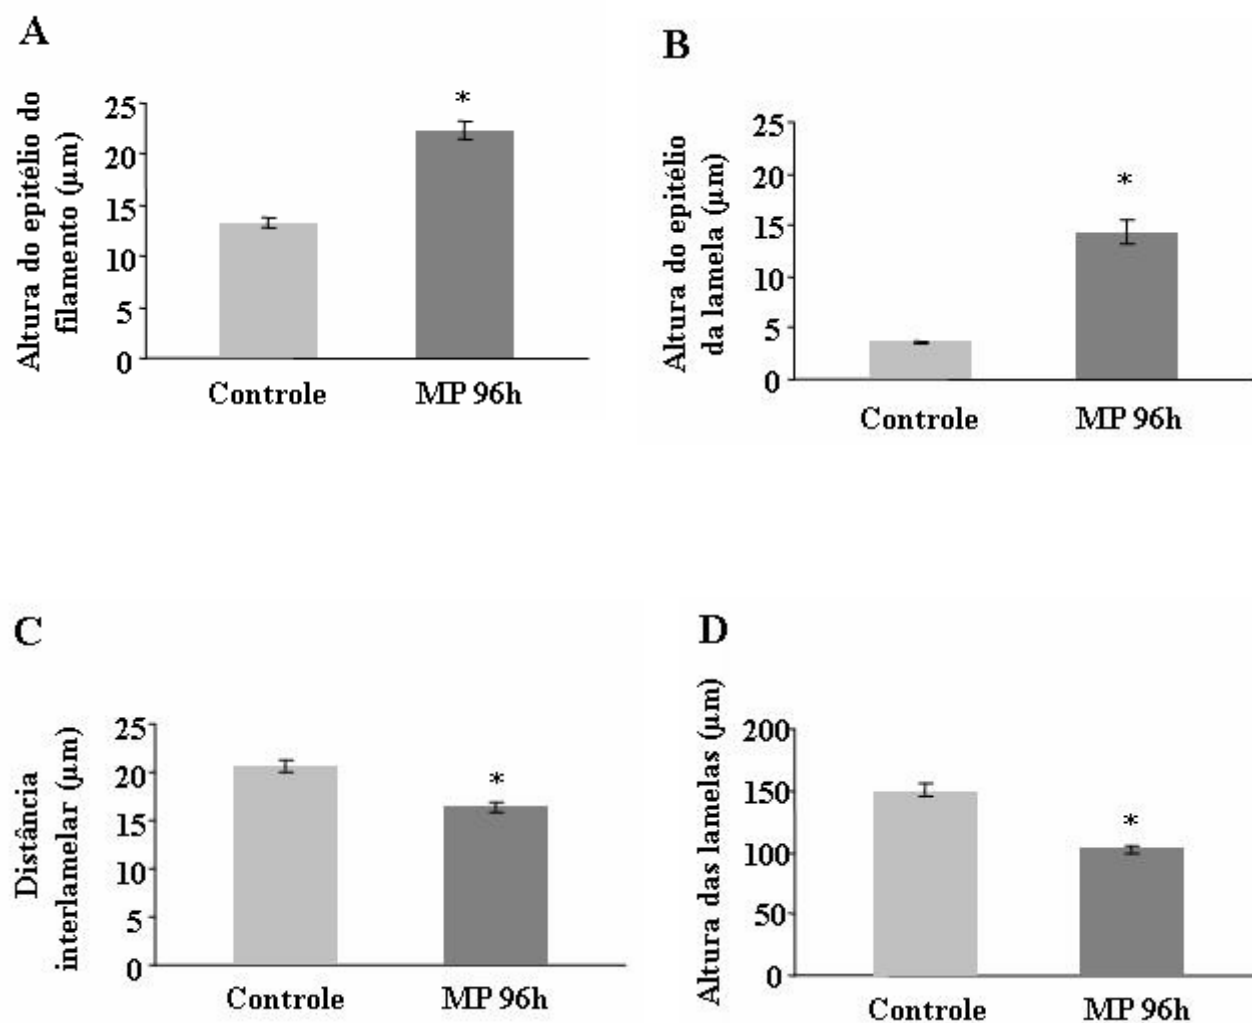 A
Altura do epitélio do
filamento (µm)
25
20
15
10
5
0
*
Controle
MP 96h
B
Altura do epitélio
da lamela (µm)
25
20
15
10
5
0
*
Controle
MP 96h
C
Distância
interlamelar (µm)
25
20
15
10
5
0
*
Controle
MP 96h
D
Altura das lamelas (µm)
200
150
100
50
0
*
Controle
MP 96h